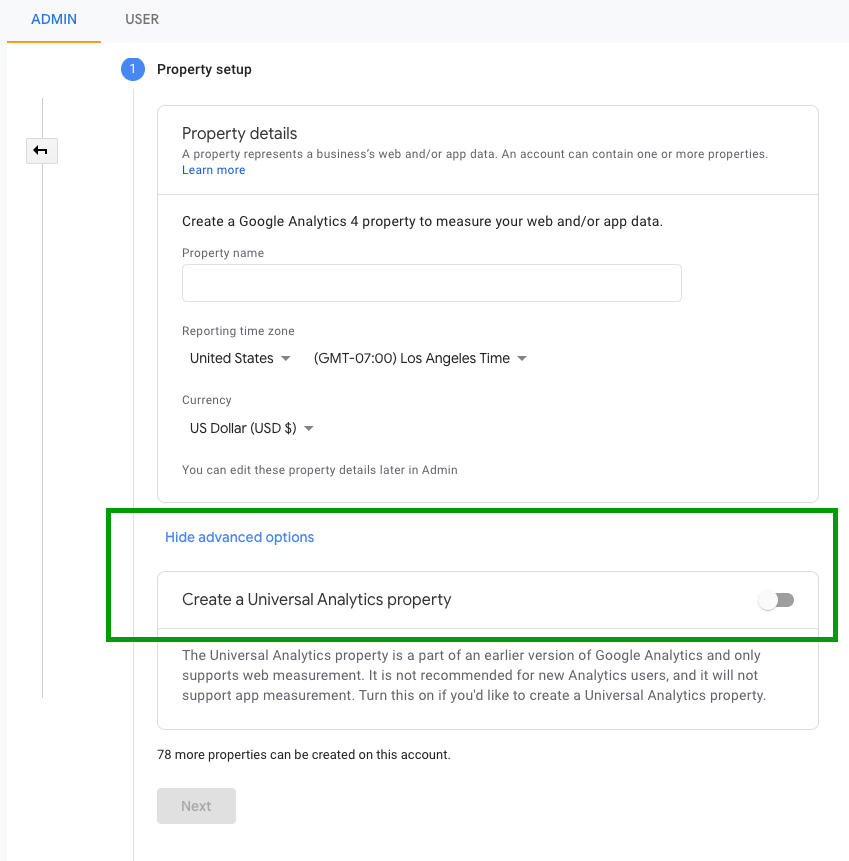 ADMIN USER
1 Property setup
Property details
A property represents a business's web and/or app data. An account can contain one or more properties.
Learn more
Create a Google Analytics 4 property to measure your web and/or app data.
Property name
Reporting time zone
United States (GMT-07:00) Los Angeles Time
Currency
US Dollar (USD $)
You can edit these property details later in Admin
Hide advanced options
Create a Universal Analytics property
The Universal Analytics property is a part of an earlier version of Google Analytics and only
supports web measurement. It is not recommended for new Analytics users, and it will not
support app measurement. Turn this on if you'd like to create a Universal Analytics property.
78 more properties can be created on this account.
Next